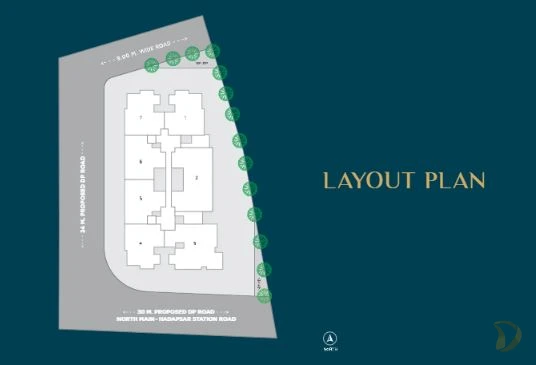 9.00 M. WIDE ROAD
7
1
6
2
5
4
24 M. PROPOSED DP ROAD
LAYOUT PLAN
30 M. PROPOSED DP ROAD
NORTH MAIN - HADAPSAR STATION ROAD
NORTH